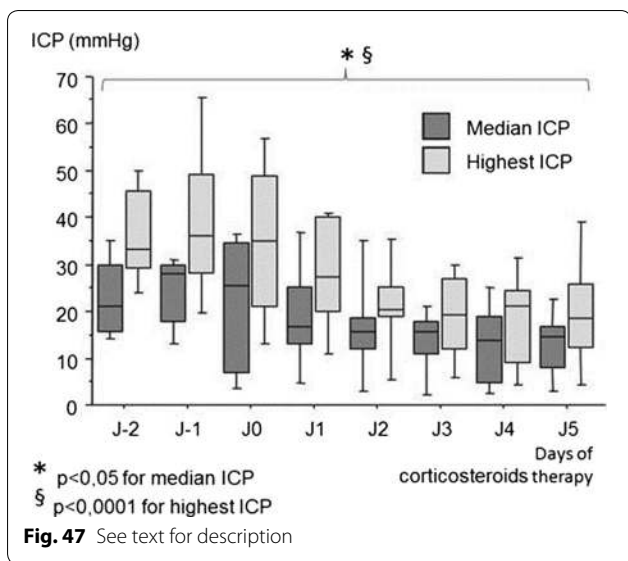 ICP (mmHg)
* §
70
60
50
40
30
20
10
0
Median ICP
Highest ICP
J-2 J-1 J0 J1 J2 J3 J4 J5
Days of
corticosteroids therapy
* p<0,05 for median ICP
§ p<0,0001 for highest ICP
Fig. 47 See text for description